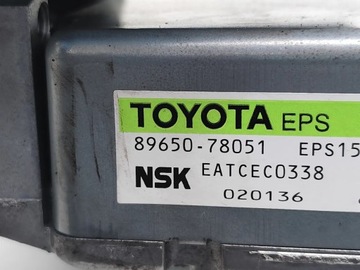 TOYOTA EPS
89650-78051 EPS15
NSK EATCEC0338
020136